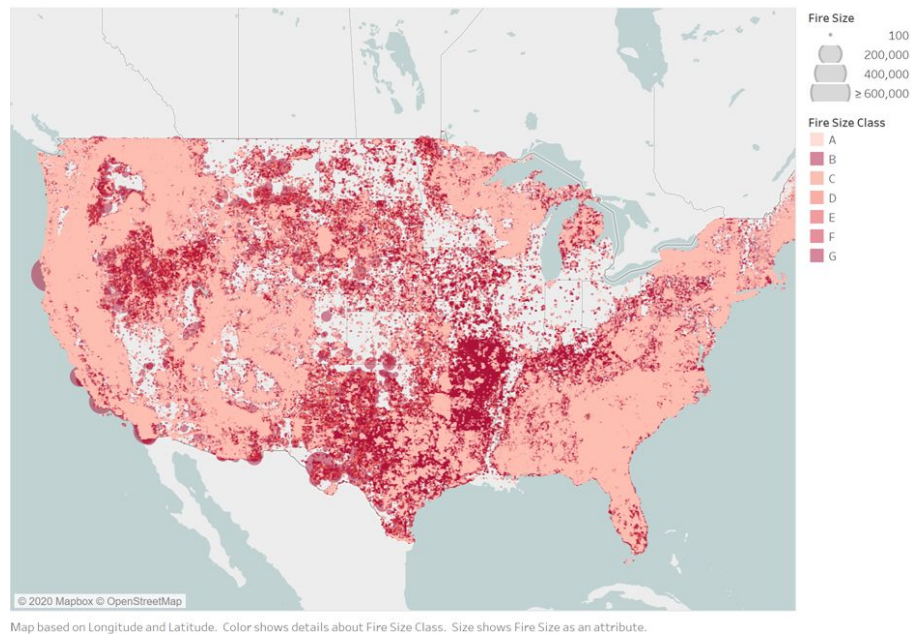 Fire Size
100
200,000
400,000
≥ 600,000
Fire Size Class
A
B
C
D
E
F
G
© 2020 Mapbox © OpenStreetMap
Map based on Longitude and Latitude. Color shows details about Fire Size Class. Size shows Fire Size as an attribute.